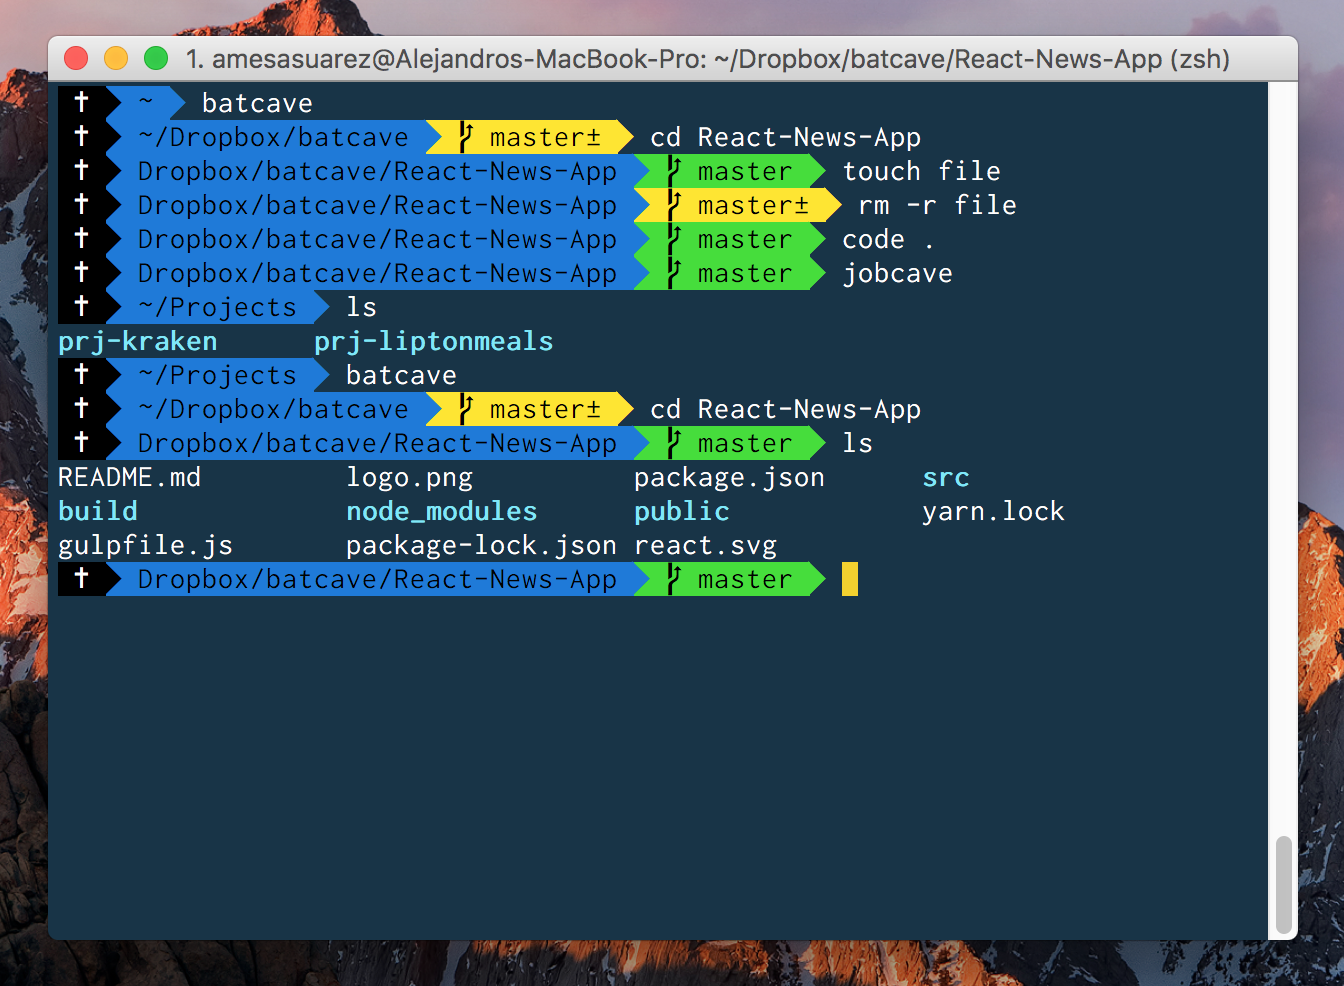 1. amesasuarez@Alejandros-MacBook-Pro: ~/Dropbox/batcave/React-News-App (zsh)
† ~ batcave
† ~/Dropbox/batcave master± cd React-News-App
† Dropbox/batcave/React-News-App master touch file
† Dropbox/batcave/React-News-App master± rm -r file
† Dropbox/batcave/React-News-App master code .
† Dropbox/batcave/React-News-App master jobcave
† ~/Projects ls
prj-kraken prj-liptonmeals
† ~/Projects batcave
† ~/Dropbox/batcave master± cd React-News-App
† Dropbox/batcave/React-News-App master ls
README.md logo.png package.json src
build node_modules public yarn.lock
gulpfile.js package-lock.json react.svg
† Dropbox/batcave/React-News-App master